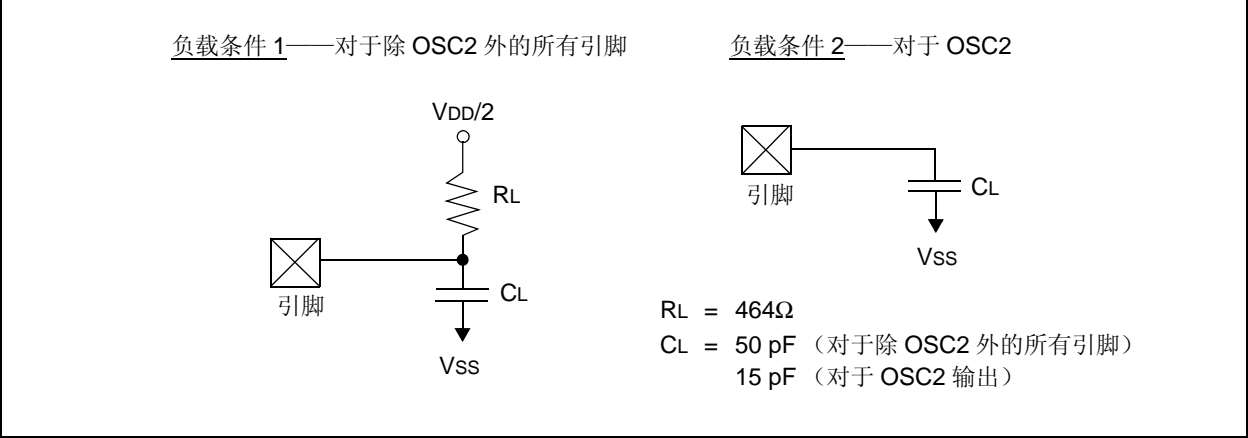 负载条件 1——对于除 OSC2 外的所有引脚
负载条件 2——对于 OSC2
VDD/2
RL
引脚
CL
VSS
引脚
CL
VSS
RL = 464Ω
CL = 50 pF （对于除 OSC2 外的所有引脚）
15 pF （对于 OSC2 输出）